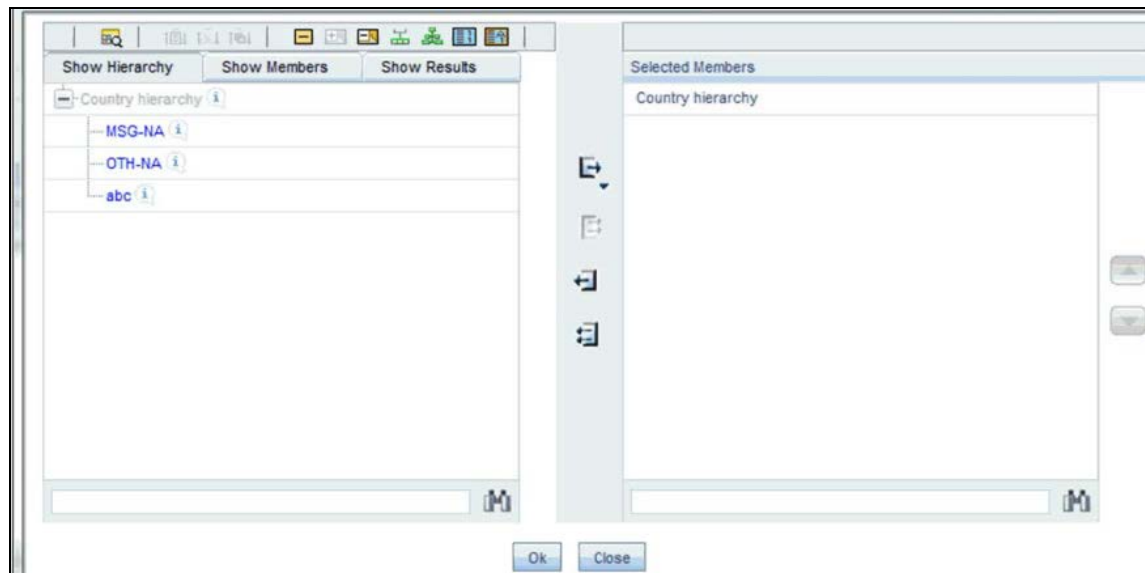 Show Hierarchy Show Members Show Results
Country hierarchy
MSG-NA
OTH-NA
abc
Selected Members
Country hierarchy
Ok Close